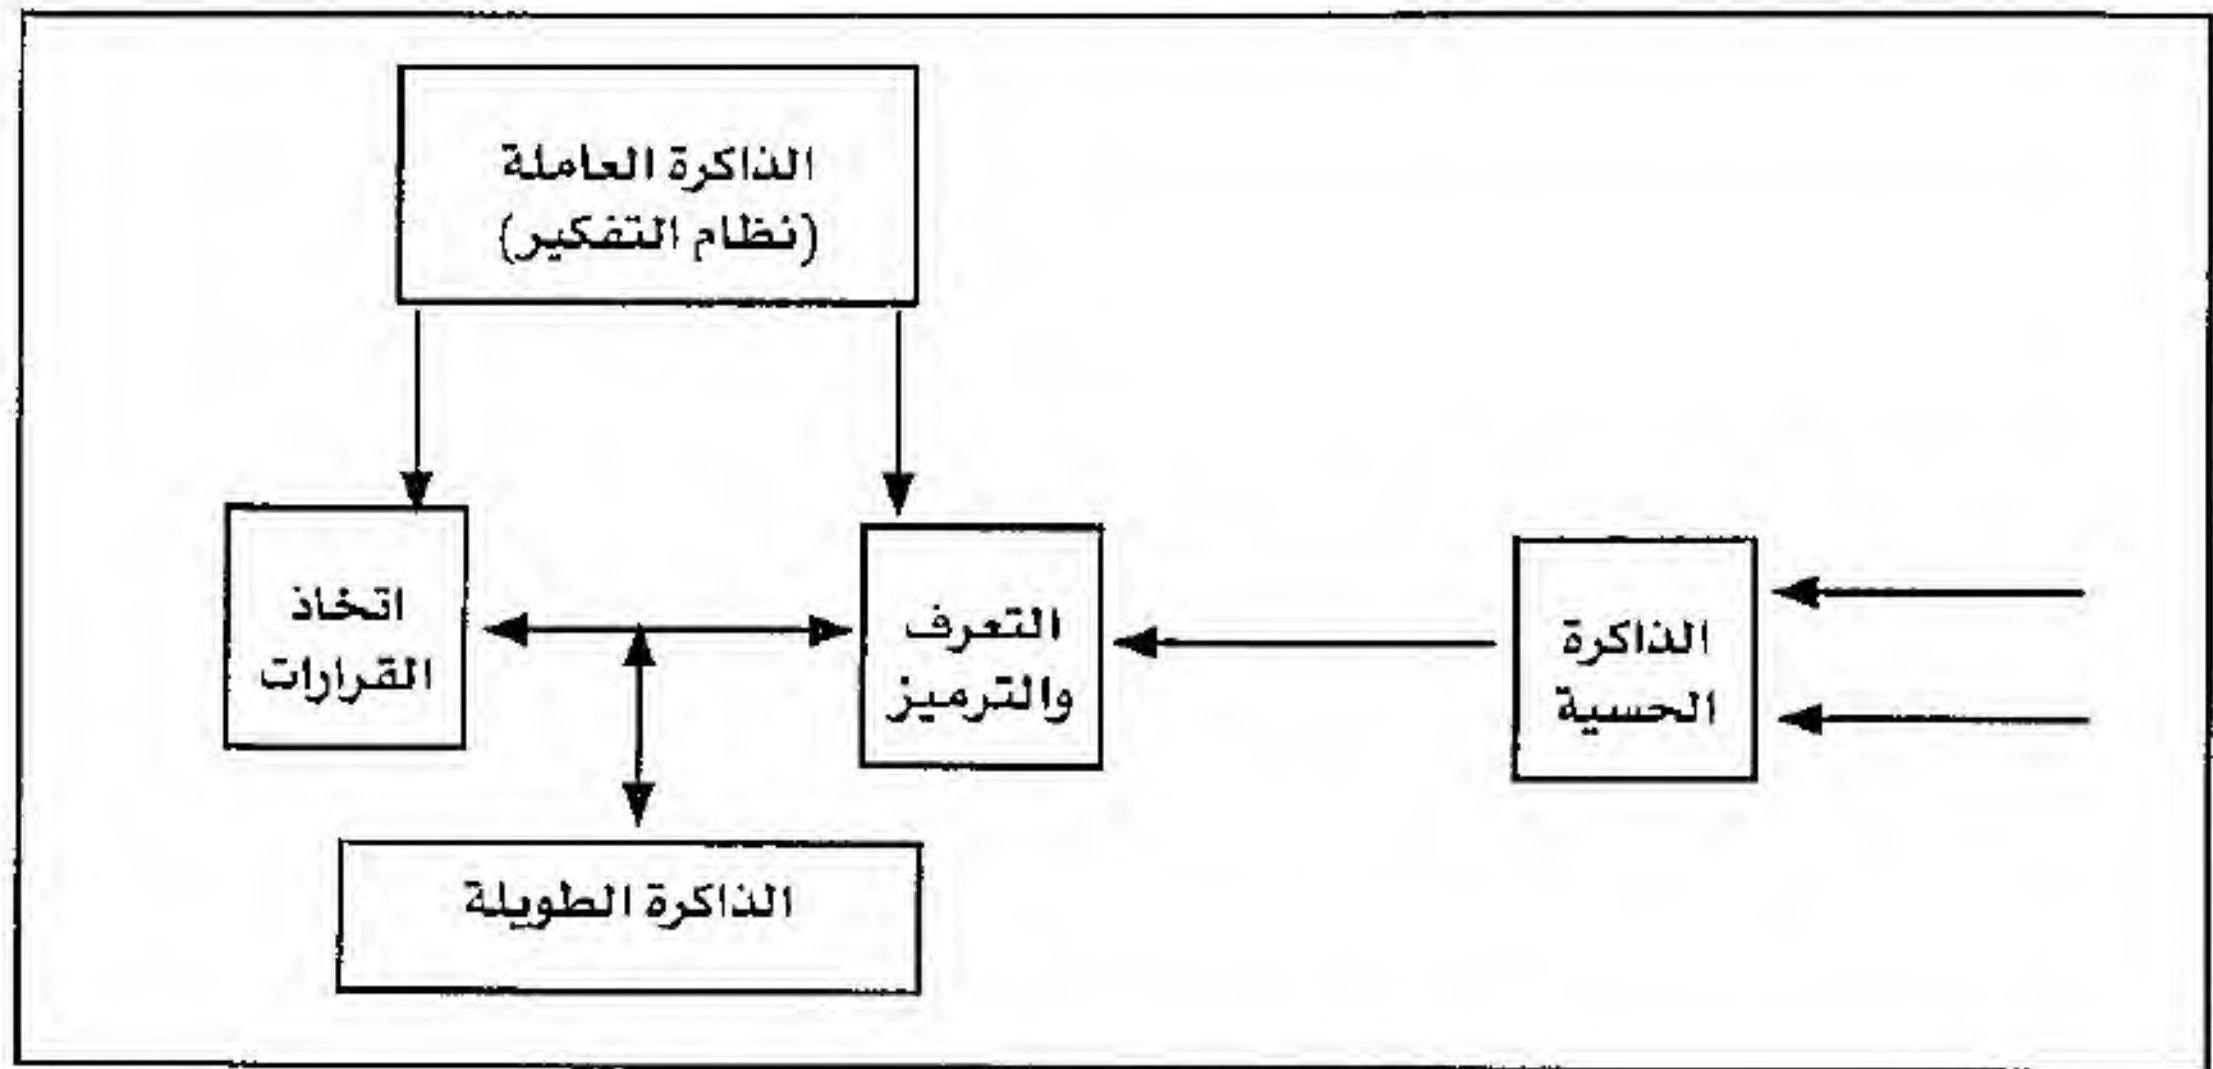 الذاكرة العاملة
(نظام التفكير)
الذاكرة
الحسية
التعرف
والترميز
اتخاذ
القرارات
الذاكرة الطويلة